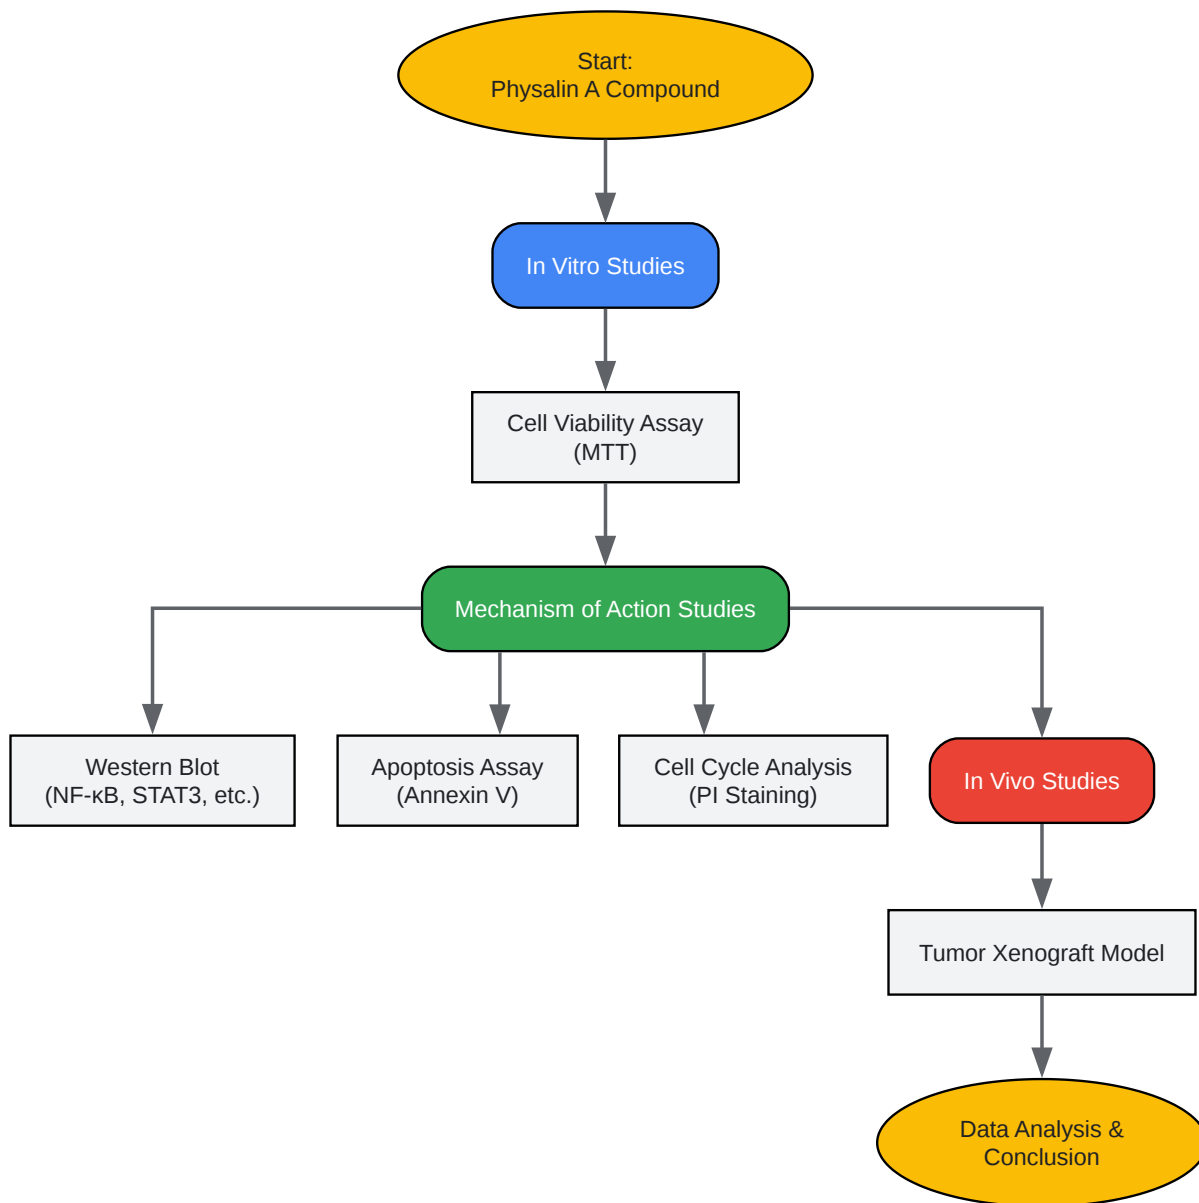 Start:
Physalin A Compound
In Vitro Studies
Cell Viability Assay
(MTT)
Mechanism of Action Studies
Western Blot
(NF-κB, STAT3, etc.)
Apoptosis Assay
(Annexin V)
Cell Cycle Analysis
(PI Staining)
In Vivo Studies
Tumor Xenograft Model
Data Analysis &
Conclusion